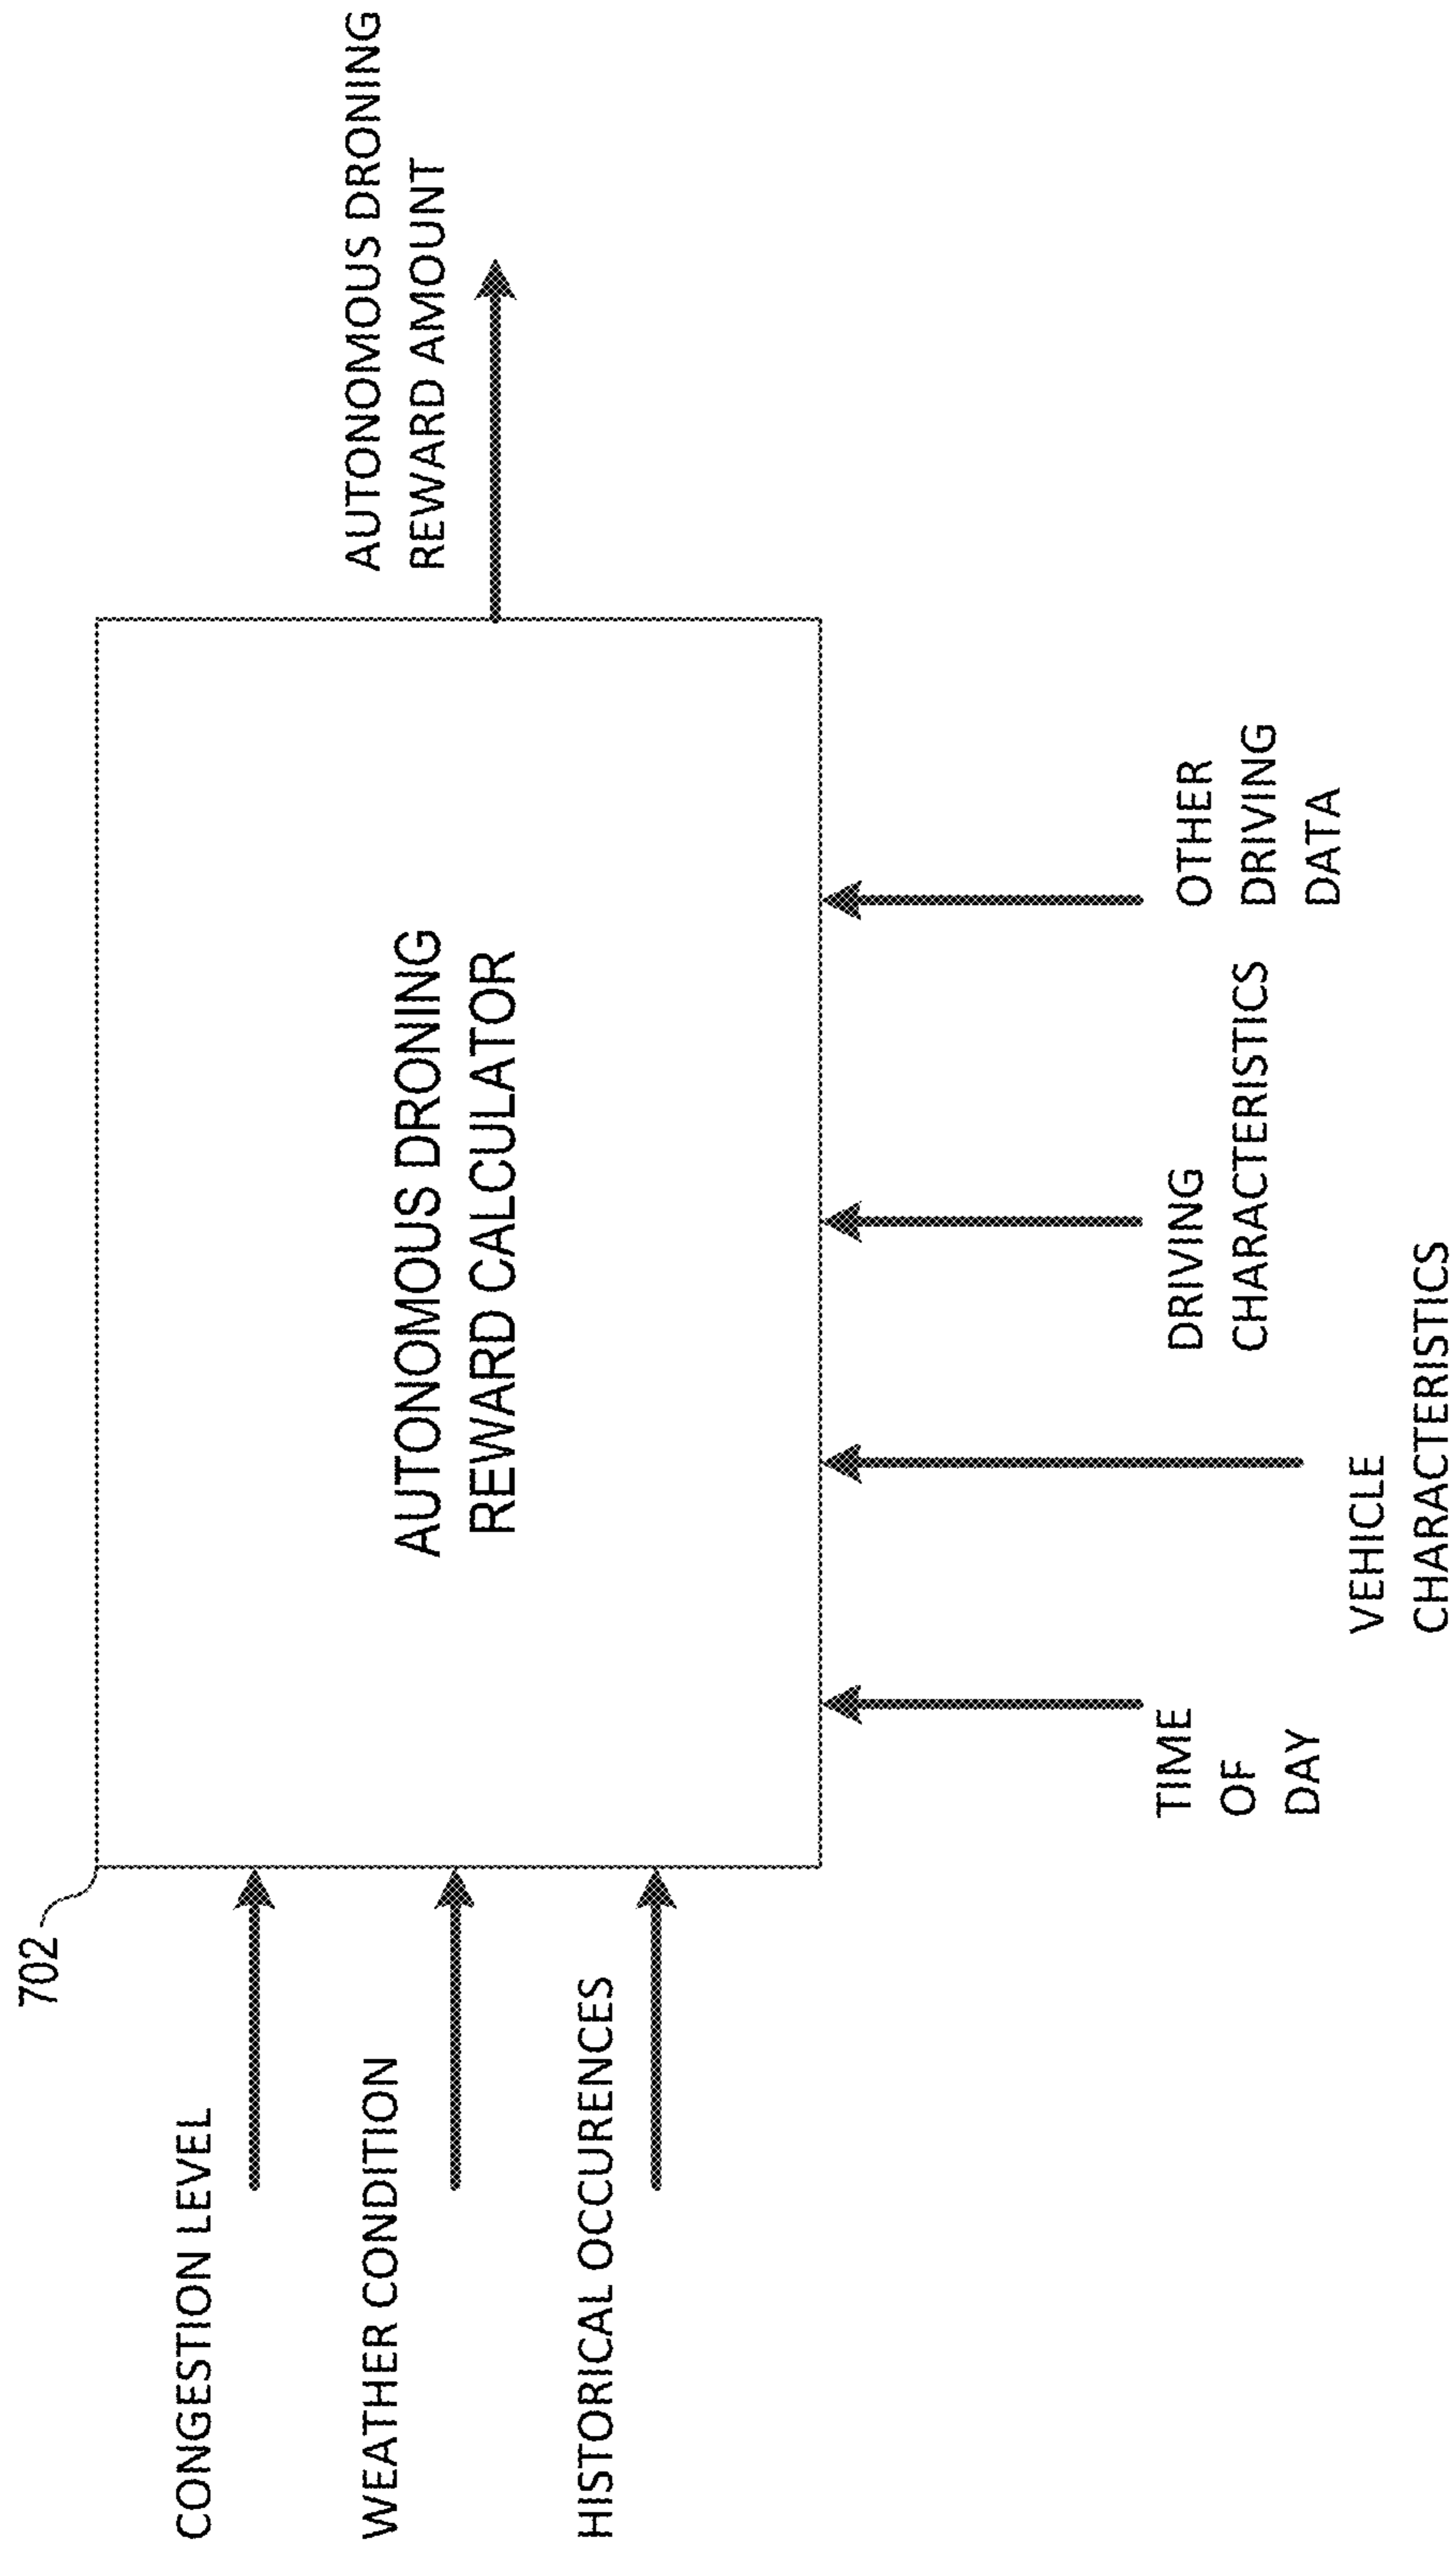 702
CONGESTION LEVEL
WEATHER CONDITION
HISTORICAL OCCURENCES
AUTONOMOUS DRONING
REWARD CALCULATOR
AUTONOMOUS DRONING
REWARD AMOUNT
TIME
OF
DAY
VEHICLE
CHARACTERISTICS
DRIVING
CHARACTERISTICS
OTHER
DRIVING
DATA